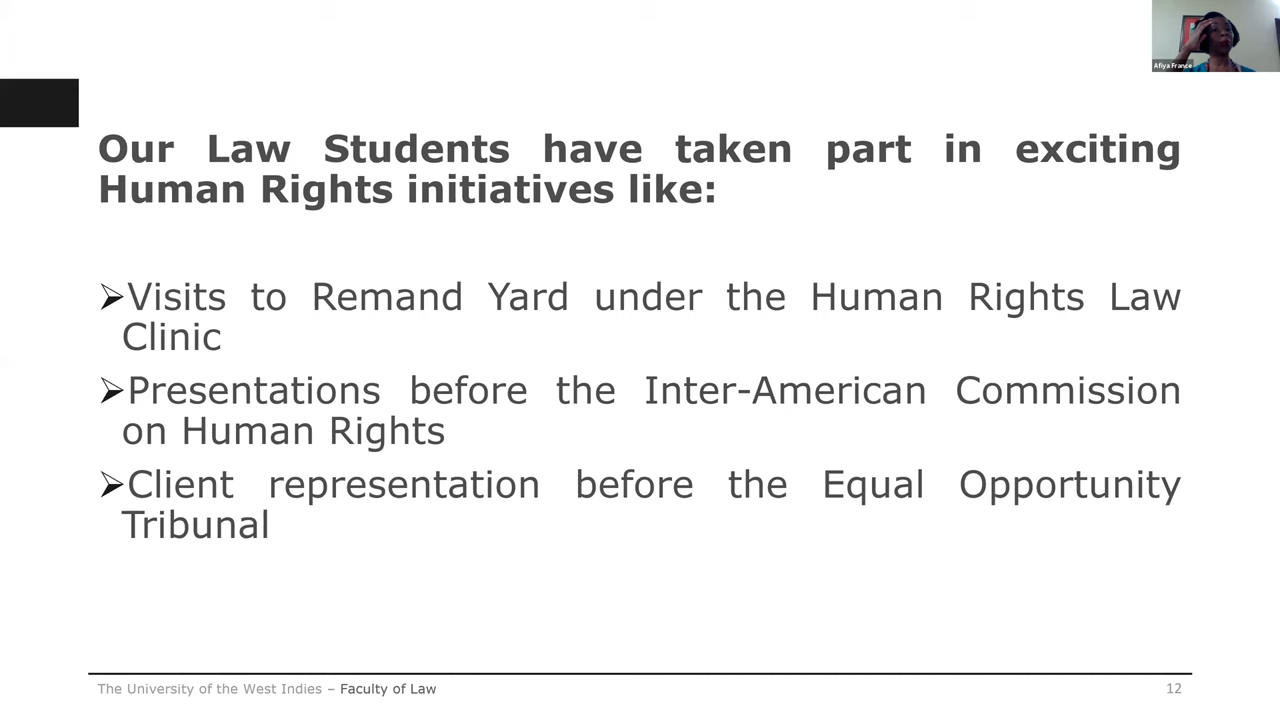 Afiya France
Our Law Students have taken part in exciting
Human Rights initiatives like:
➢Visits to Remand Yard under the Human Rights Law
Clinic
➢Presentations before the Inter-American Commission
on Human Rights
➢Client representation before the Equal Opportunity
Tribunal
The University of the West Indies – Faculty of Law
12